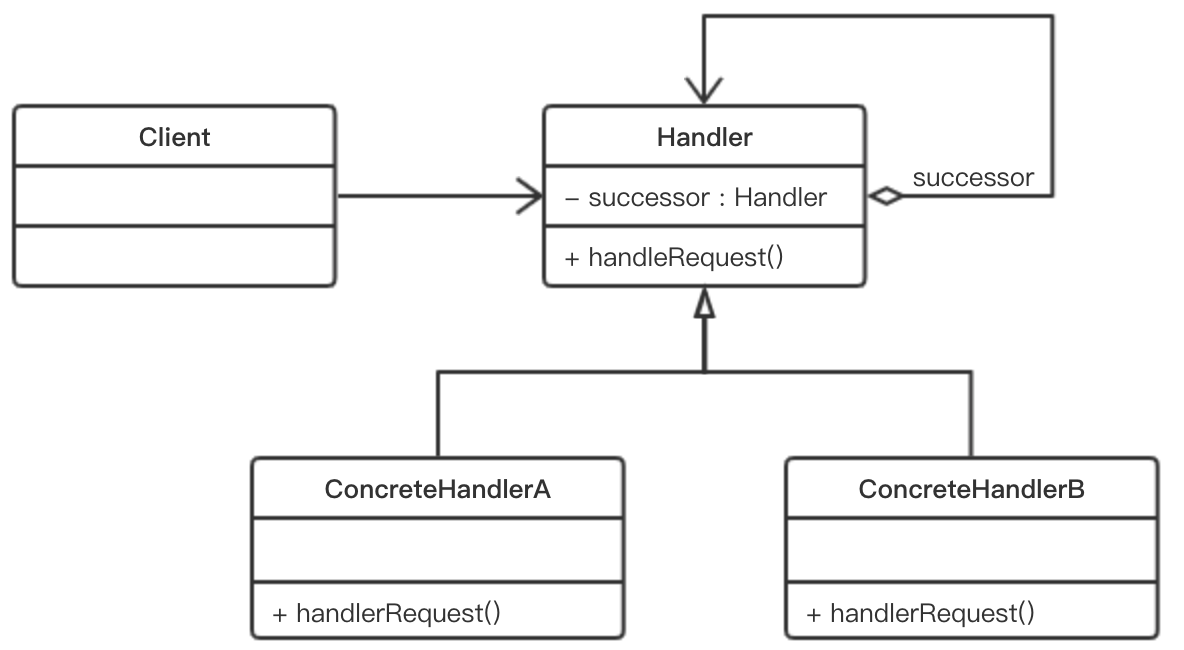 Client
Handler
– successor : Handler
successor
+ handleRequest()
ConcreteHandlerA
+ handlerRequest()
ConcreteHandlerB
+ handlerRequest()